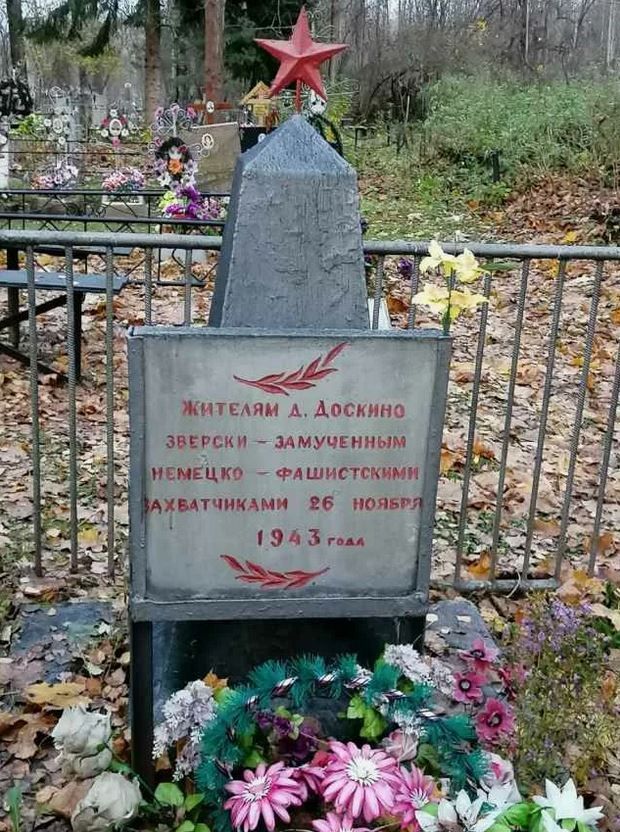 Жителям д. Доскино
зверски – замученным
немецко – фашистскими
захватчиками 26 ноября
1943 года